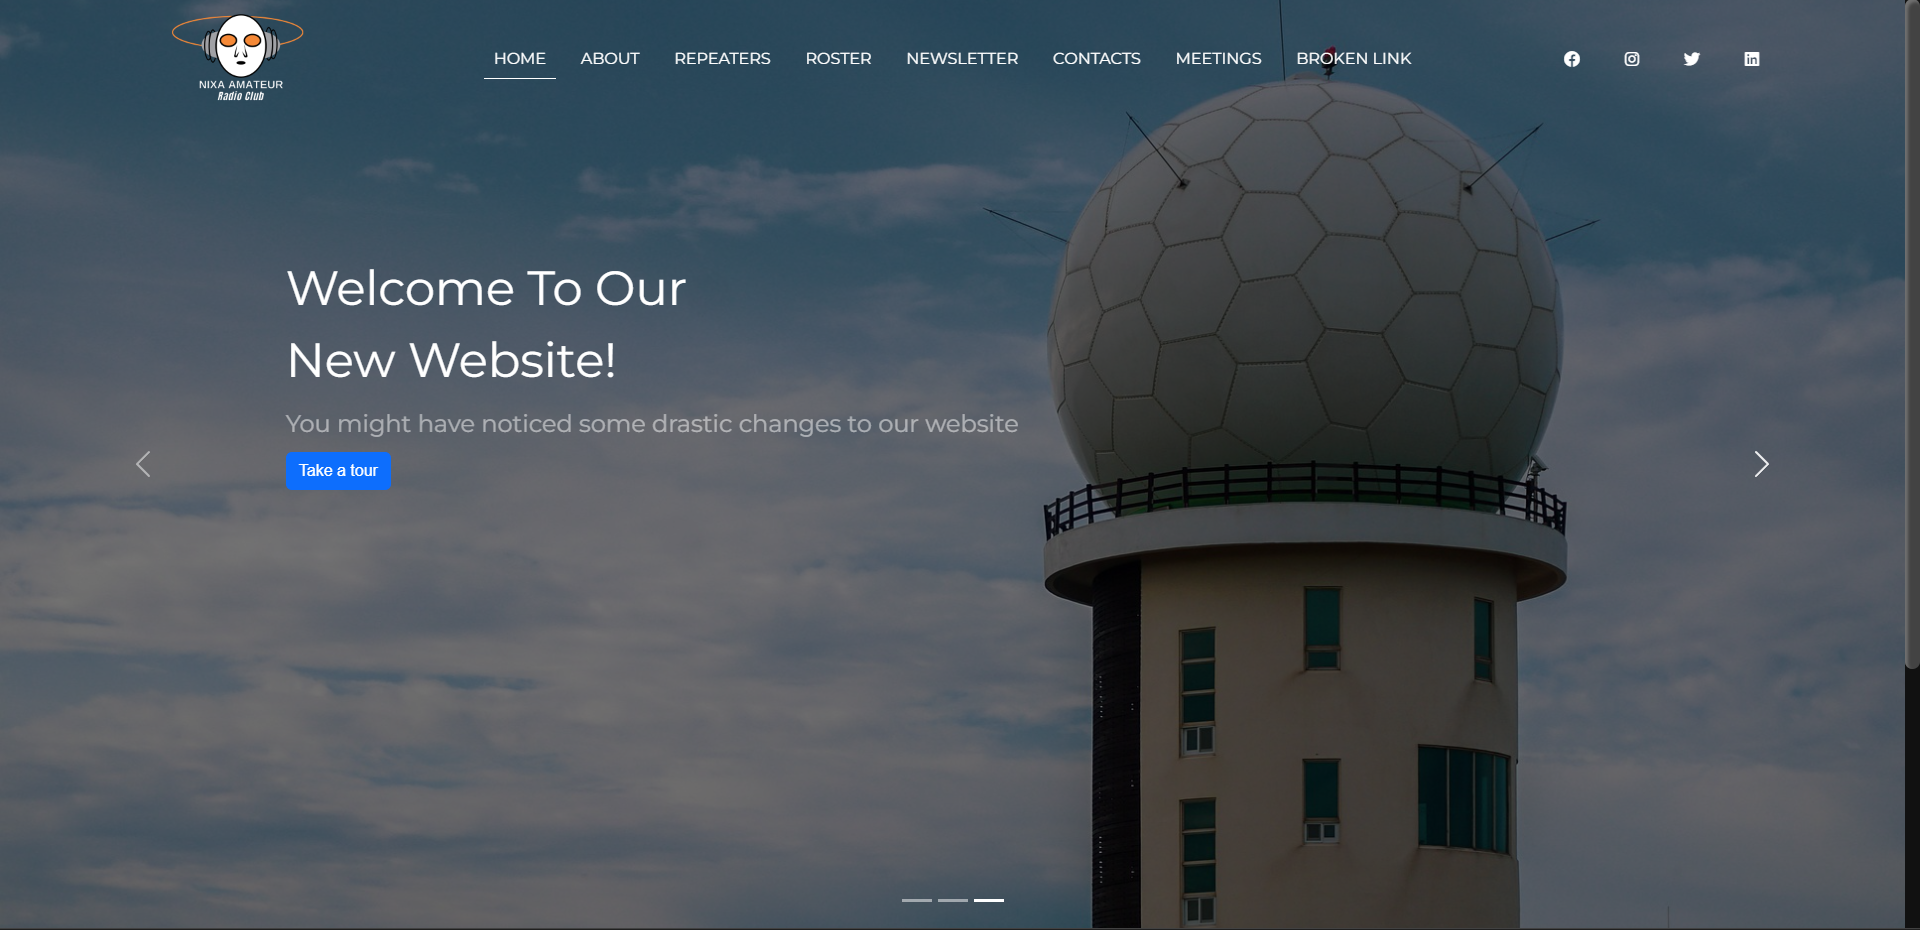 NIXA AMATEUR
Radio Club
HOME
ABOUT
REPEATERS
ROSTER
NEWSLETTER
CONTACTS
MEETINGS
BROKEN LINK
Welcome To Our
New Website!
You might have noticed some drastic changes to our website
Take a tour